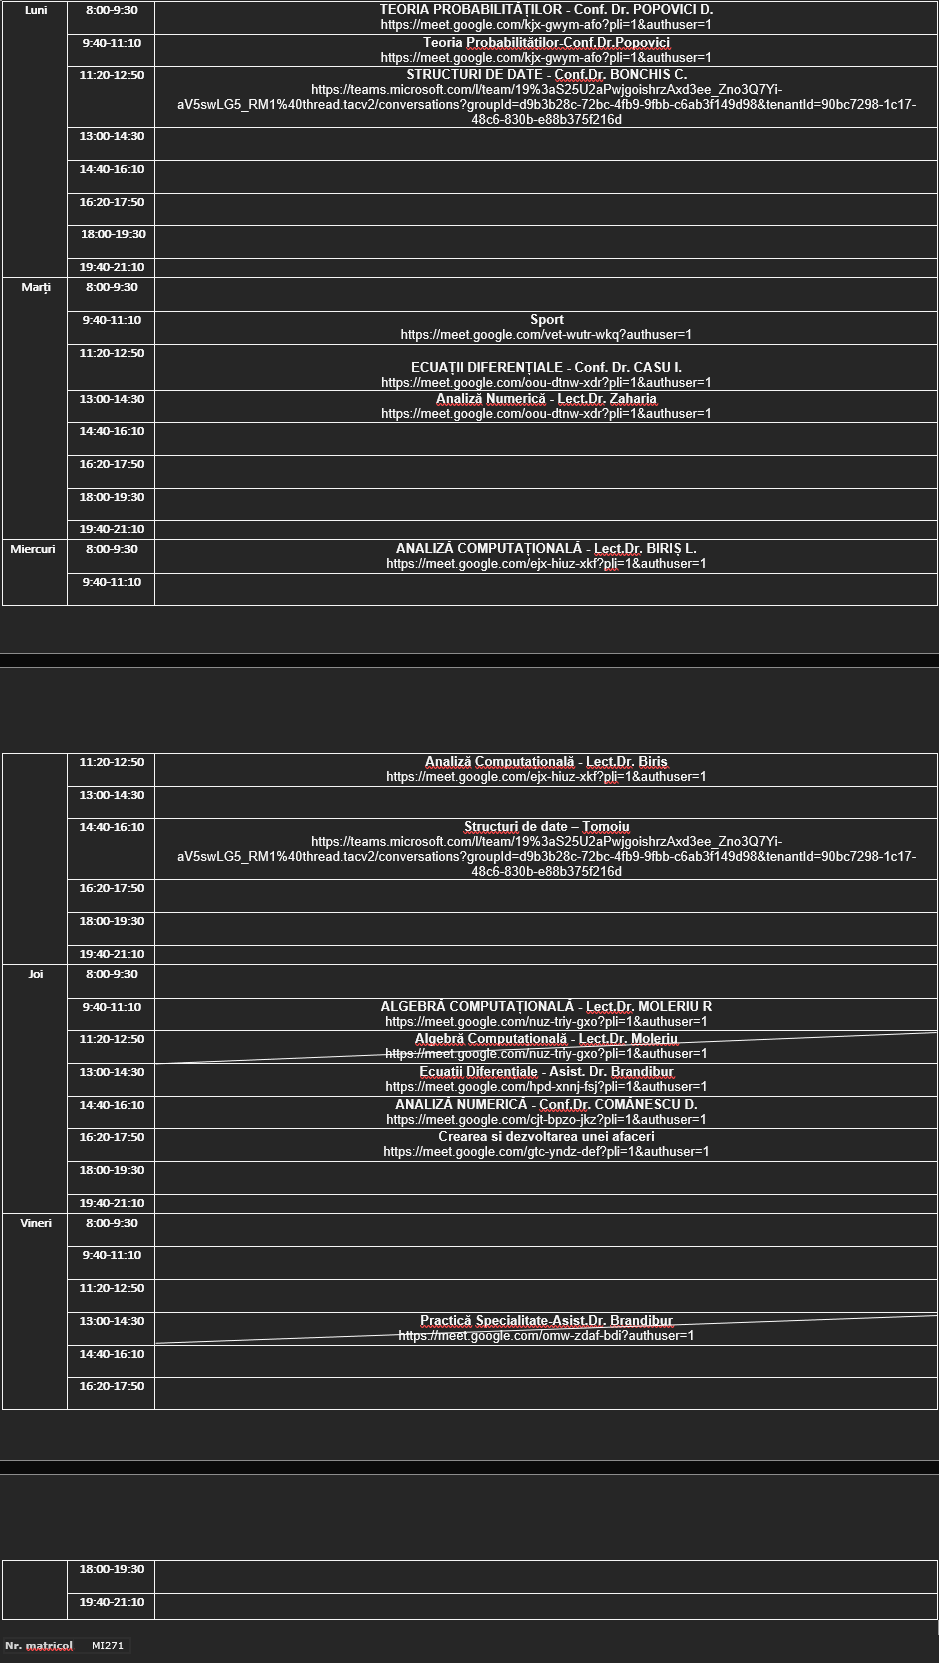 Luni 8:00-9:30 TEORIA PROBABILITĂȚILOR - Conf. Dr. POPOVICI D.
https://meet.google.com/kjx-gwym-afo?pli=1&authuser=1
9:40-11:10 Teoria Probabilităților-Conf.Dr.Popovici
https://meet.google.com/kjx-gwym-afo?pli=1&authuser=1
11:20-12:50 STRUCTURI DE DATE - Conf.Dr. BONCHIS C.
https://teams.microsoft.com/l/team/19%3aS25U2aPwjgoishrzAxd3ee_Zno3Q7Yi-
aV5swLG5_RM1%40thread.tacv2/conversations?groupId=d9b3b28c-72bc-4fb9-9fbb-c6ab3f149d98&tenantId=90bc7298-1c17-
48c6-830b-e88b375f216d
13:00-14:30
14:40-16:10
16:20-17:50
18:00-19:30
19:40-21:10
Marți 8:00-9:30
9:40-11:10 Sport
https://meet.google.com/vet-wutr-wkq?authuser=1
11:20-12:50
ECUAȚII DIFERENȚIALE - Conf. Dr. CASU I.
https://meet.google.com/oou-dtnw-xdr?pli=1&authuser=1
13:00-14:30 Analiză Numerică - Lect.Dr. Zaharia
https://meet.google.com/oou-dtnw-xdr?pli=1&authuser=1
14:40-16:10
16:20-17:50
18:00-19:30
19:40-21:10
Miercuri 8:00-9:30 ANALIZĂ COMPUTAȚIONALĂ - Lect.Dr. BIRIȘ L.
https://meet.google.com/ejx-hiuz-xkf?pli=1&authuser=1
9:40-11:10
11:20-12:50 Analiză Computațională - Lect.Dr. Biris
https://meet.google.com/ejx-hiuz-xkf?pli=1&authuser=1
13:00-14:30
14:40-16:10 Structuri de date – Tomoiu
https://teams.microsoft.com/l/team/19%3aS25U2aPwjgoishrzAxd3ee_Zno3Q7Yi-
aV5swLG5_RM1%40thread.tacv2/conversations?groupId=d9b3b28c-72bc-4fb9-9fbb-c6ab3f149d98&tenantId=90bc7298-1c17-
48c6-830b-e88b375f216d
16:20-17:50
18:00-19:30
19:40-21:10
Joi 8:00-9:30
9:40-11:10 ALGEBRĂ COMPUTAȚIONALĂ - Lect.Dr. MOLERIU R
https://meet.google.com/nuz-triy-gxo?pli=1&authuser=1
11:20-12:50 Algebră Computațională - Lect.Dr. Moleriu
https://meet.google.com/nuz-triy-gxo?pli=1&authuser=1
13:00-14:30 Ecuații Diferențiale - Asist. Dr. Brandibur
https://meet.google.com/hpd-xnnj-fsj?pli=1&authuser=1
14:40-16:10 ANALIZĂ NUMERICĂ - Conf.Dr. COMĂNESCU D.
https://meet.google.com/cjt-bpzo-jkz?pli=1&authuser=1
16:20-17:50 Crearea si dezvoltarea unei afaceri
https://meet.google.com/gtc-yndz-def?pli=1&authuser=1
18:00-19:30
19:40-21:10
Vineri 8:00-9:30
9:40-11:10
11:20-12:50
13:00-14:30 Practică Specialitate-Asist.Dr. Brandibur
https://meet.google.com/omw-zdaf-bdi?authuser=1
14:40-16:10
16:20-17:50
18:00-19:30
19:40-21:10
Nr. matricol MI271